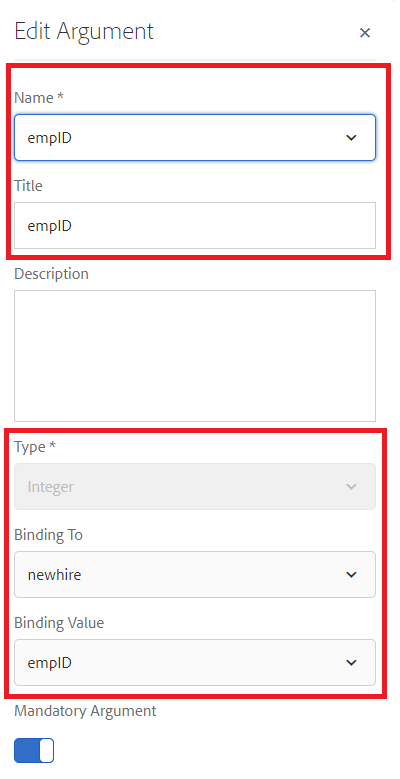 Edit Argument
Name *
empID
Title
empID
Description
Type *
Integer
Binding To
newhire
Binding Value
empID
Mandatory Argument